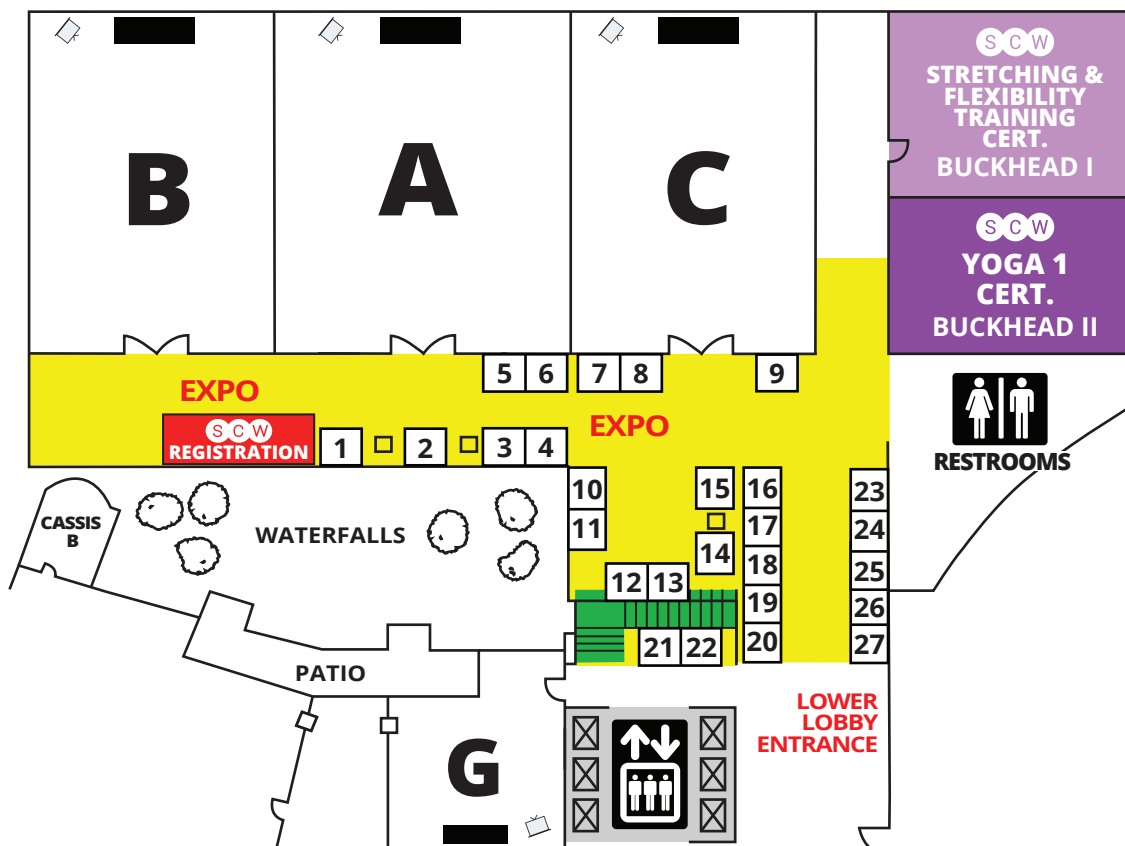 B
A
C
SCW
STRETCHING &
FLEXIBILITY
TRAINING
CERT.
BUCKHEAD I
SCW
YOGA 1
CERT.
BUCKHEAD II
5 6 7 8 9
EXPO
EXPO
SCW
REGISTRATION
1 2 3 4
RESTROOMS
CASSIS
B
WATERFALLS
10
11
15
14
16
17
18
19
20
23
24
25
26
27
12 13
21 22
PATIO
LOWER
LOBBY
ENTRANCE
G